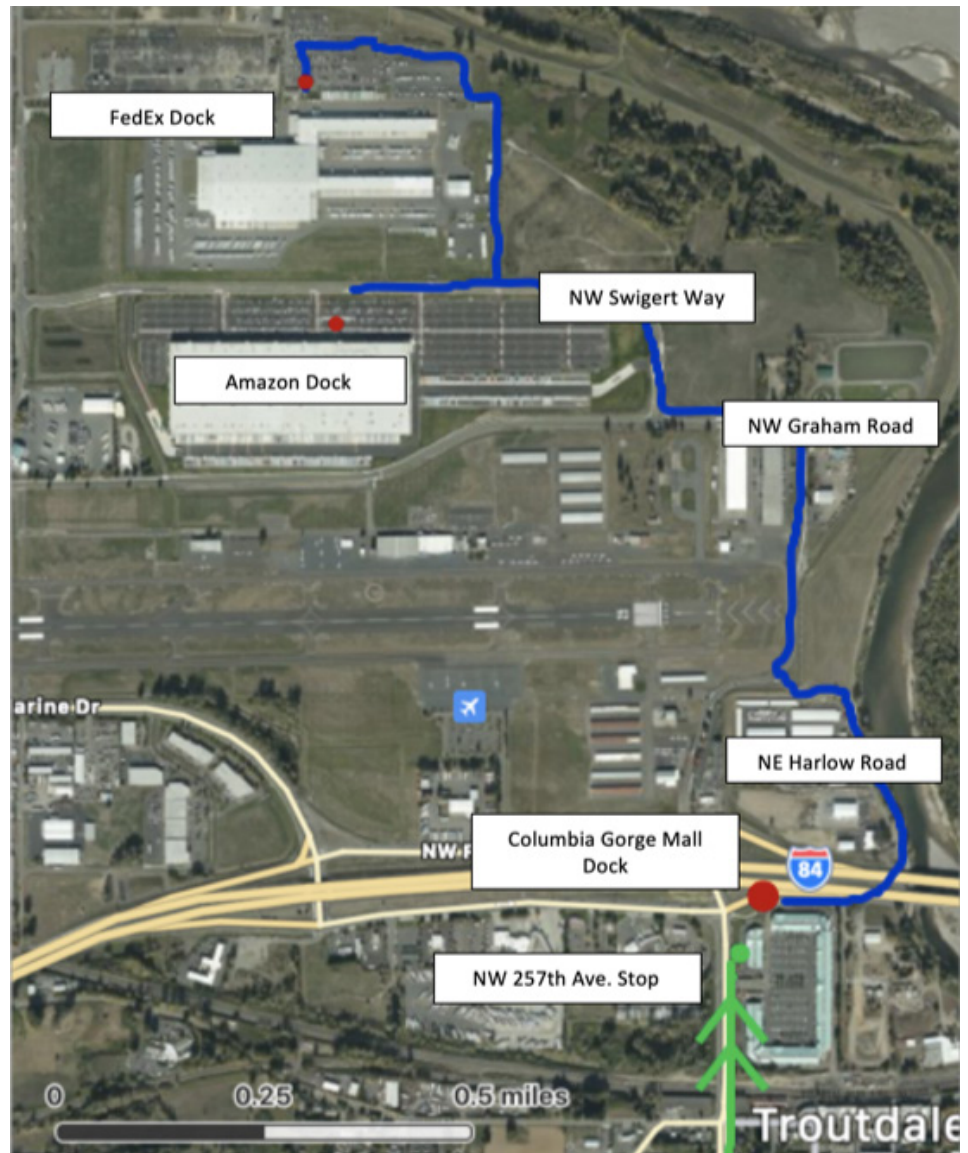 FedEx Dock
NW Swigert Way
Amazon Dock
NW Graham Road
arine Dr
NE Harlow Road
Columbia Gorge Mall
Dock
NW F
84
NW 257th Ave. Stop
0 0.25 0.5 miles
Troutdale